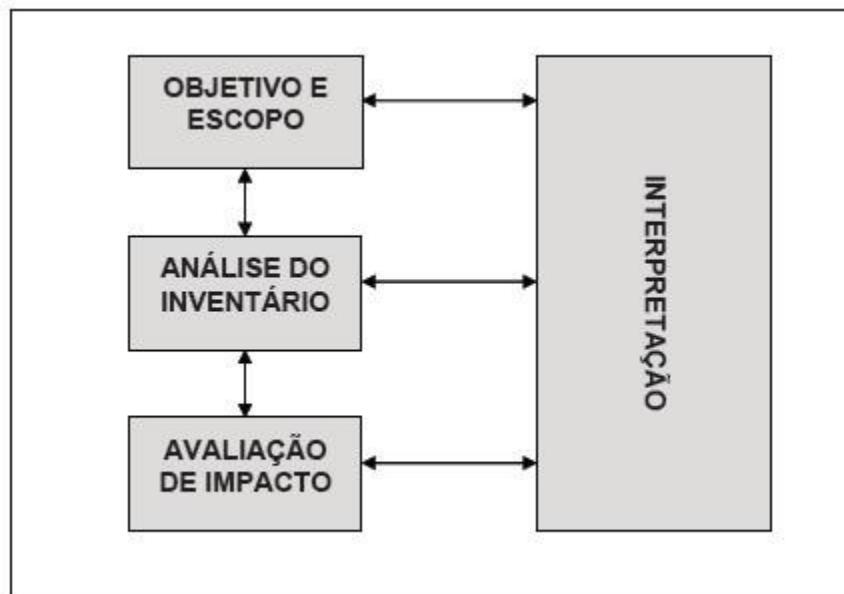 OBJETIVO E
ESCOPO
ANÁLISE DO
INVENTÁRIO
AVALIAÇÃO
DE IMPACTO
INTERPRETAÇÃO